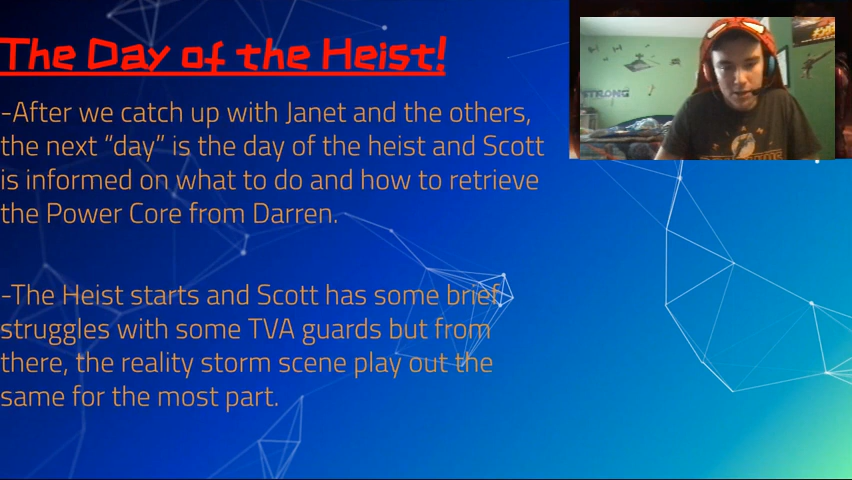 The Day of the Heist!
-After we catch up with Janet and the others,
the next “day” is the day of the heist and Scott
is informed on what to do and how to retrieve
the Power Core from Darren.
-The Heist starts and Scott has some brief
struggles with some TVA guards but from
there, the reality storm scene play out the
same for the most part.
STRONG